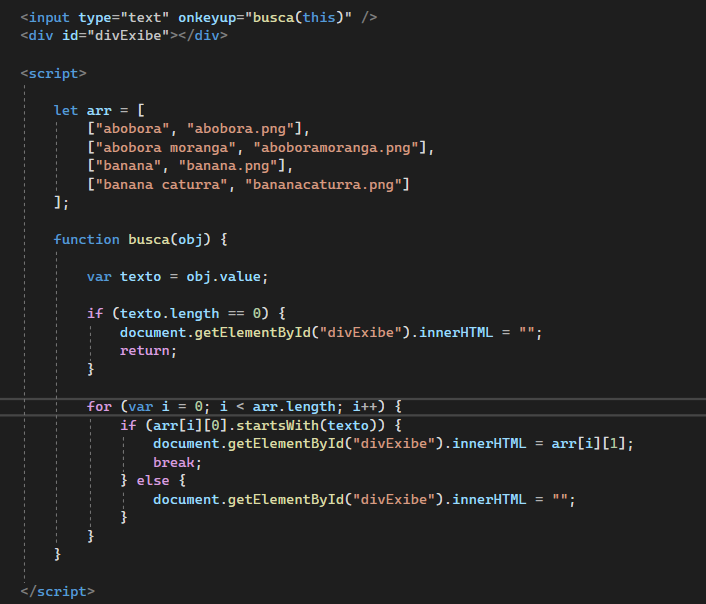 <input type="text" onkeyup="busca(this)" />
<div id="divExibe"></div>
<script>
let arr = [
["abobora", "abobora.png"],
["abobora moranga", "aboboramoranga.png"],
["banana", "banana.png"],
["banana caturra", "bananacaturra.png"]
];
function busca(obj) {
var texto = obj.value;
if (texto.length == 0) {
document.getElementById("divExibe").innerHTML = "";
return;
}
for (var i = 0; i < arr.length; i++) {
if (arr[i][0].startsWith(texto)) {
document.getElementById("divExibe").innerHTML = arr[i][1];
break;
} else {
document.getElementById("divExibe").innerHTML = "";
}
}
}
</script>